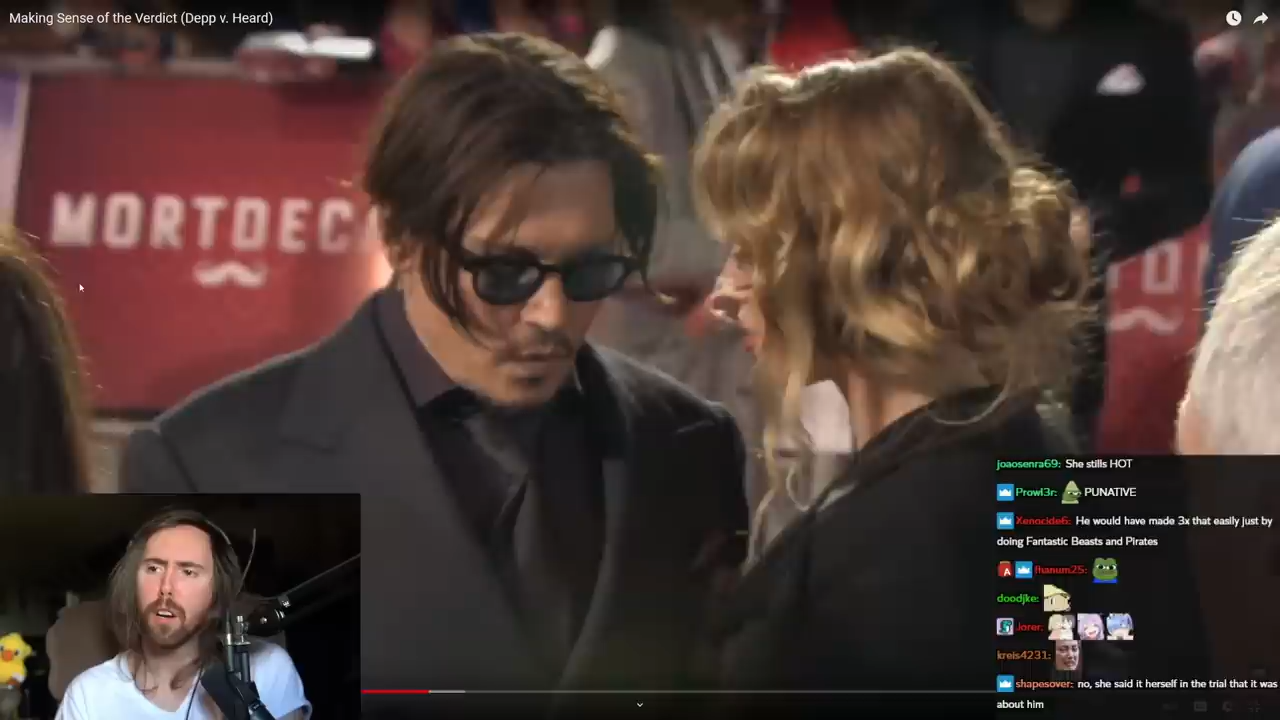 Making Sense of the Verdict (Depp v. Heard)
MORTDEC
joaosenra69: She stills HOT
Prowl3r: PUNATIVE
Xenocide6: He would have made 3x that easily just by
doing Fantastic Beasts and Pirates
fhanum25:
doodjke:
Jorer:
kreis4231:
shapesover: no, she said it herself in the trial that it was
about him